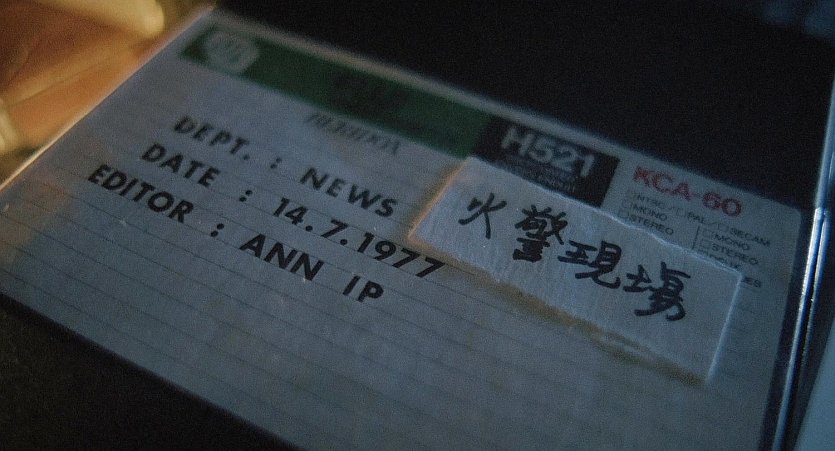 H521
KCA-60
NTSC PAL SECAM
MONO MONO
STEREO STEREO
DEPT. : NEWS
DATE : 14.7.1977
EDITOR : ANN IP
火警現場